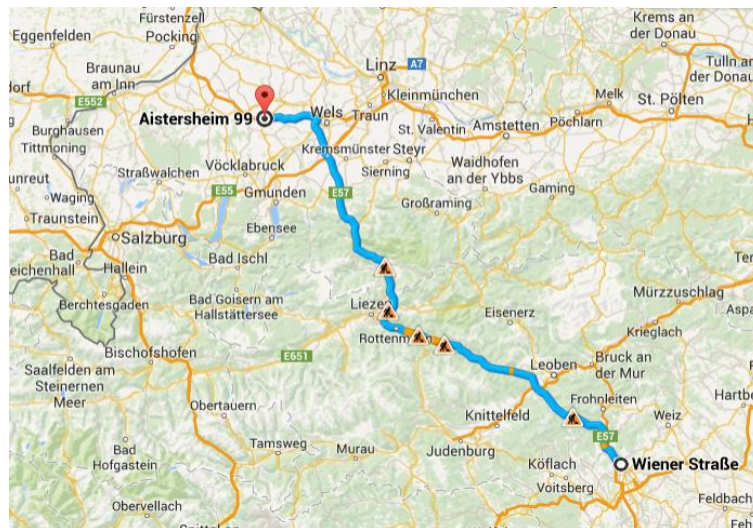 Fürstenzell
Eggenfelden
Pocking
Krems an
der Donau
Linz
A7
Tulln an
der Donau
Braunau
am Inn
Kleinmünchen
E552
Aistersheim 99
Wels
Traun
Melk
St. Pölten
Burghausen
St. Valentin
Amstetten
Pöchlarn
Tittmoning
Kremsmünster
Steyr
Vöcklabruck
Sierning
Waidhofen
an der Ybbs
Straßwalchen
E55
Gmunden
E57
Gaming
Waging
Großraming
Traunstein
Ebensee
Salzburg
Bad
Bad Ischl
Hallein
Berchtesgaden
Bad Goisern am
Hallstättersee
Eisenerz
Mürzzuschlag
Krieglach
Bischofshofen
E651
Leoben
Bruck an
der Mur
Saalfelden am
Steinernen
Meer
Obertauern
Knittelfeld
Frohnleiten
Weiz
Tamsweg
Murau
Judenburg
E57
Bad
Hofgastein
Köflach
Wiener Straße
Voitsberg
Obervellach